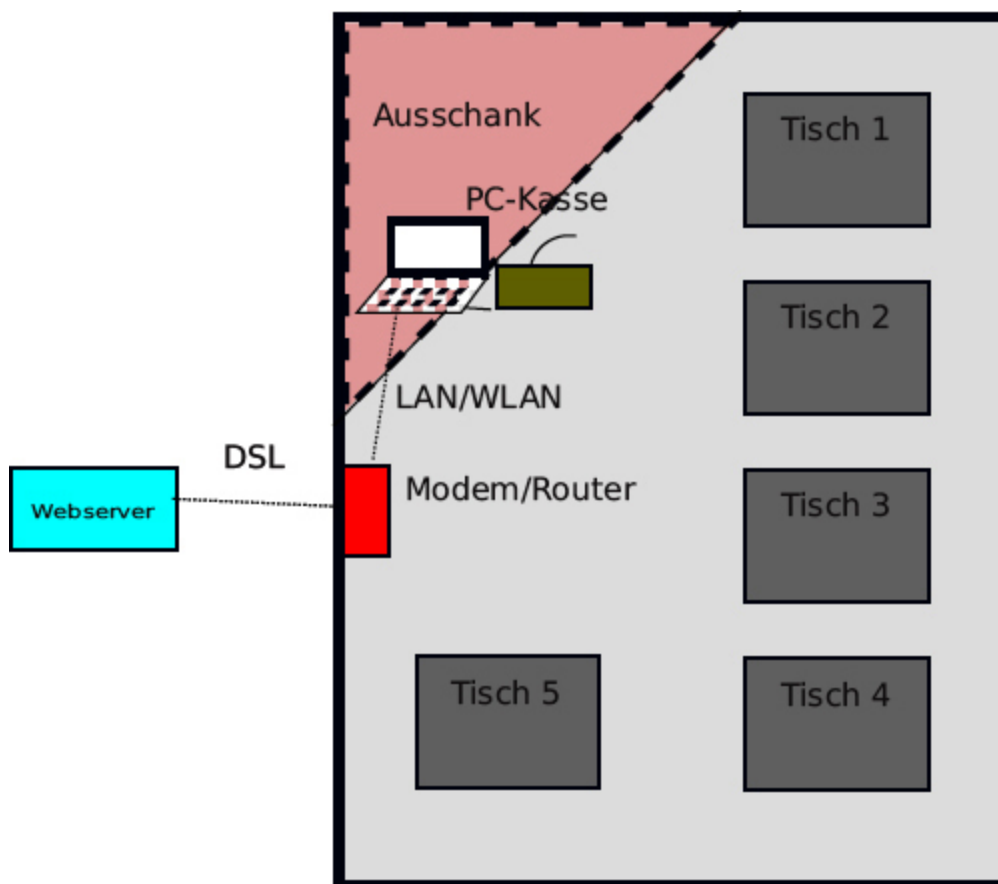 Ausschank
Tisch 1
PC-Kasse
Tisch 2
LAN/WLAN
DSL
Modem/Router
Webserver
Tisch 3
Tisch 5
Tisch 4